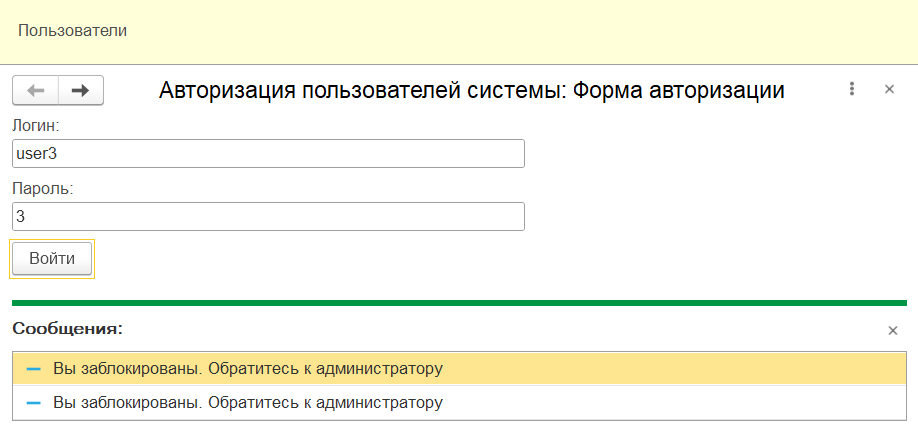 Пользователи
Авторизация пользователей системы: Форма авторизации
Логин:
user3
Пароль:
3
Войти
Сообщения:
Вы заблокированы. Обратитесь к администратору
Вы заблокированы. Обратитесь к администратору